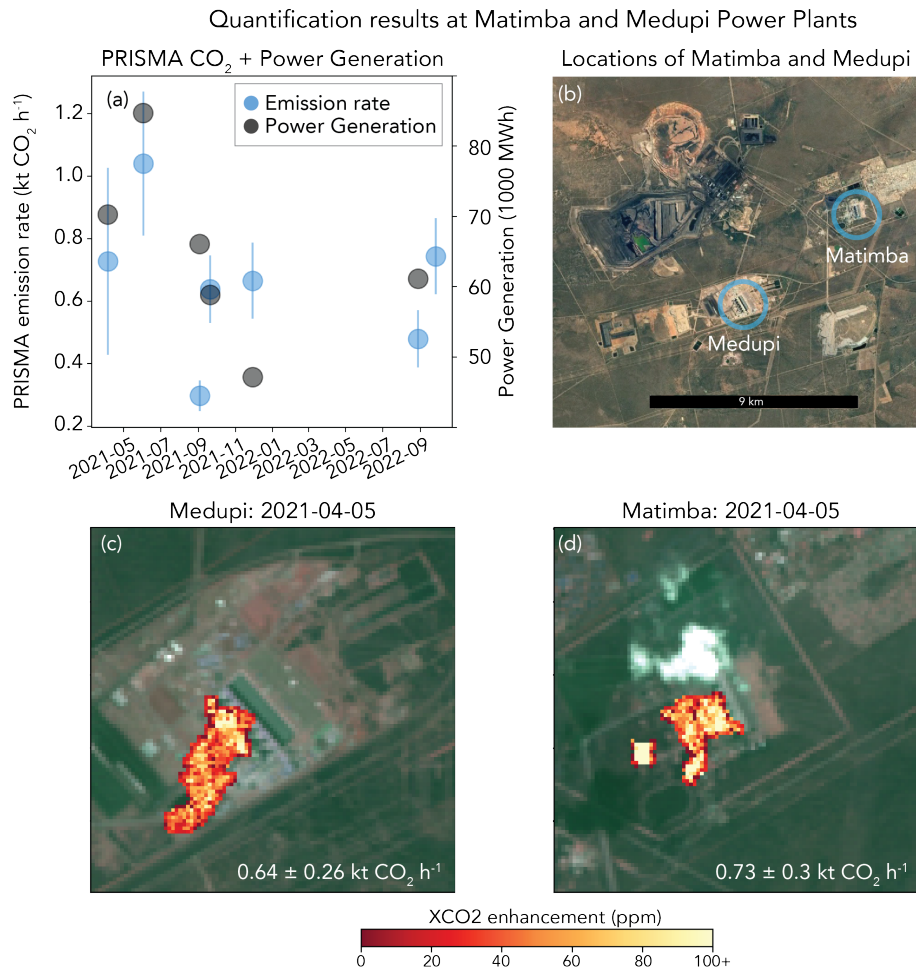 Quantification results at Matimba and Medupi Power Plants
PRISMA CO₂ + Power Generation
(a)
Emission rate
Power Generation
PRISMA emission rate (kt CO₂ h⁻¹)
1.2
1.0
0.8
0.6
0.4
0.2
Power Generation (1000 MWh)
80
70
60
50
2021-05
2021-07
2021-09
2021-11
2022-01
2022-03
2022-05
2022-07
2022-09
Locations of Matimba and Medupi
(b)
Matimba
Medupi
9 km
Medupi: 2021-04-05
(c)
0.64 ± 0.26 kt CO₂ h⁻¹
Matimba: 2021-04-05
(d)
0.73 ± 0.3 kt CO₂ h⁻¹
XCO2 enhancement (ppm)
0 20 40 60 80 100+